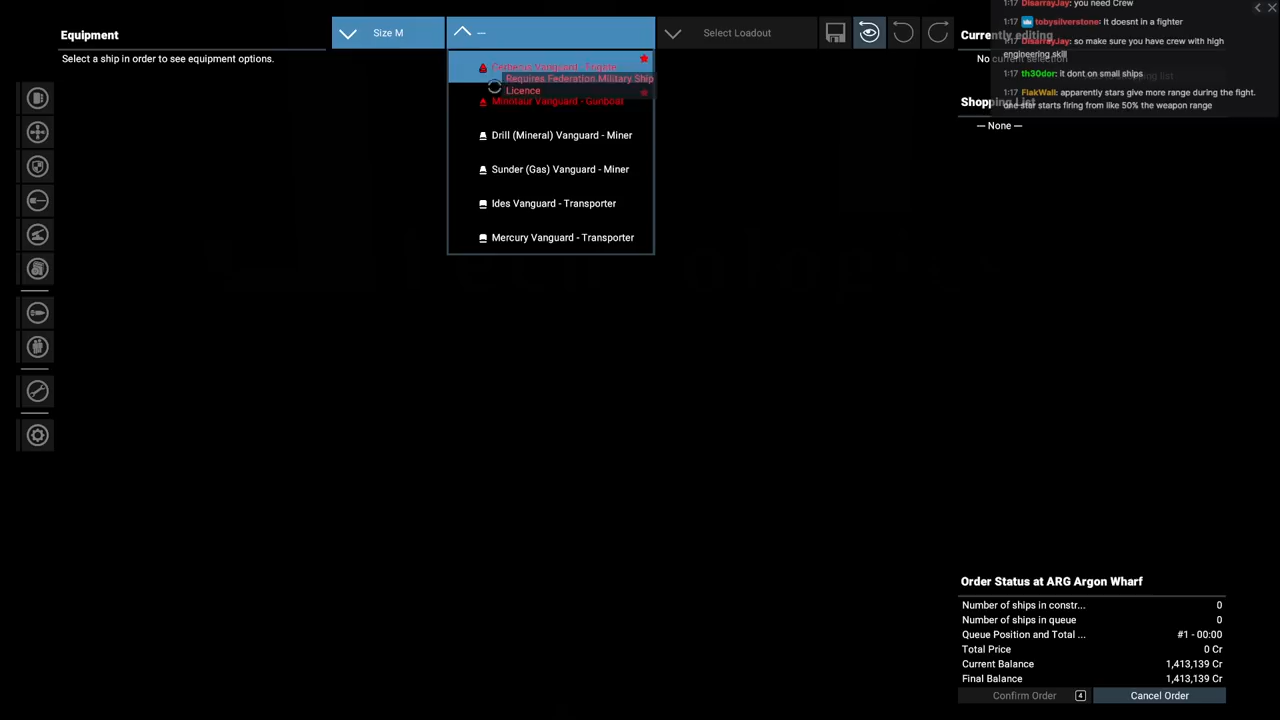 Equipment
Select a ship in order to see equipment options.
Size M
---
Select Loadout
Cerberus Vanguard - Frigate
Requires Federation Military Ship
Licence
Minotaur Vanguard - Gunboat
Drill (Mineral) Vanguard - Miner
Sunder (Gas) Vanguard - Miner
Ides Vanguard - Transporter
Mercury Vanguard - Transporter
1:17 DisarrayJay: you need Crew
1:17 tobysilverstone: It doesnt in a fighter
1:17 DisarrayJay: so make sure you have crew with high
engineering skill
1:17 th30dor: it dont on small ships
1:17 FlakWall: apparently stars give more range during the fight.
one star starts firing from like 50% the weapon range
Currently editing
No current selection
Shopping List
— None —
Order Status at ARG Argon Wharf
Number of ships in constr... 0
Number of ships in queue 0
Queue Position and Total ... #1 - 00:00
Total Price 0 Cr
Current Balance 1,413,139 Cr
Final Balance 1,413,139 Cr
Confirm Order 4
Cancel Order